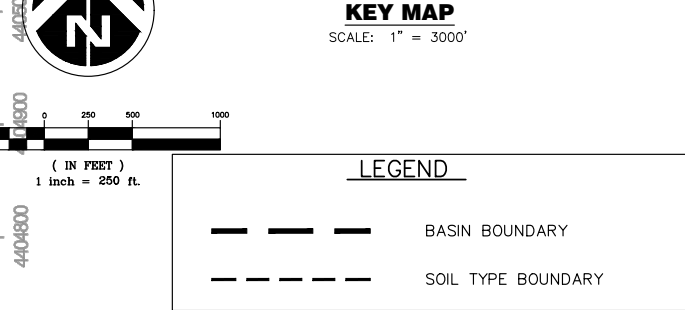 N
KEY MAP
SCALE: 1" = 3000'
0 250 500 1000
( IN FEET )
1 inch = 250 ft.
LEGEND
BASIN BOUNDARY
SOIL TYPE BOUNDARY
4404800